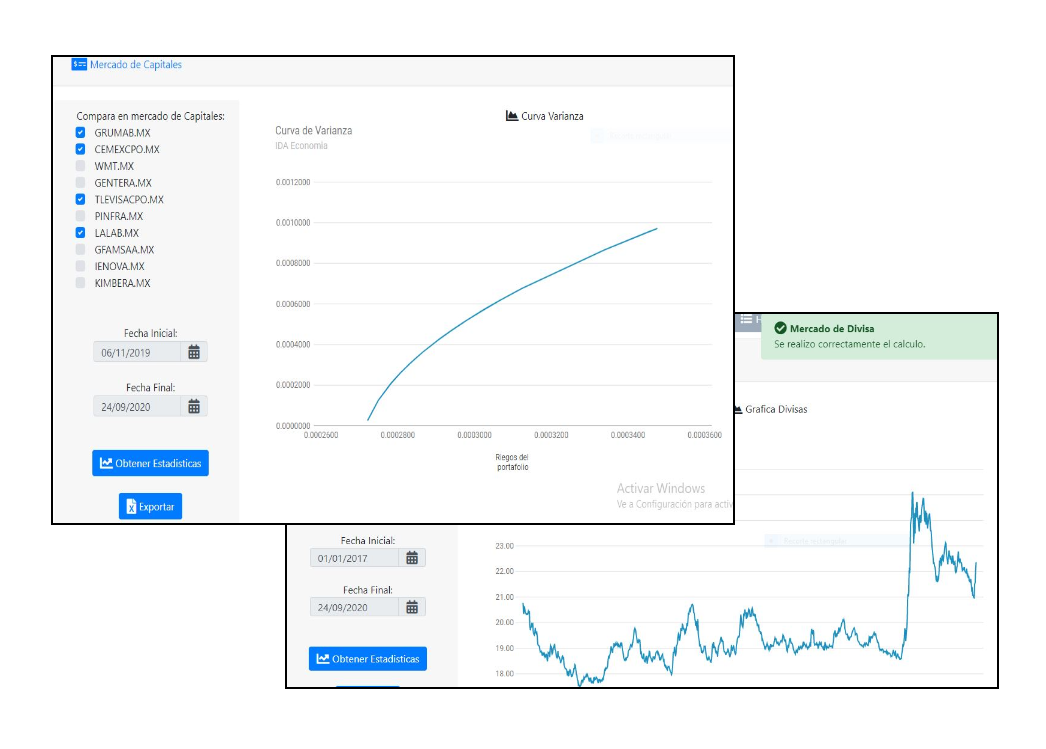 Mercado de Capitales
Compara en mercado de Capitales:
GRUMAB.MX
CEMEXCPO.MX
WMT.MX
GENTERA.MX
TLEVISACPO.MX
PINFRA.MX
LALAB.MX
GFAMSAA.MX
IENOVA.MX
KIMBERA.MX
Fecha Inicial:
06/11/2019
Fecha Final:
24/09/2020
Obtener Estadisticas
Exportar
Curva Varianza
Curva de Varianza
IDA Economía
0.0012000
0.0010000
0.0008000
0.0006000
0.0004000
0.0002000
0.0000000
0.0002600
0.0002800
0.0003000
0.0003200
0.0003400
0.0003600
Riegos del
portafolio
Activar Windows
Ve a Configuración para activ
Mercado de Divisa
Se realizo correctamente el calculo.
Grafica Divisas
Fecha Inicial:
01/01/2017
Fecha Final:
24/09/2020
Obtener Estadisticas
23.00
22.00
21.00
20.00
19.00
18.00